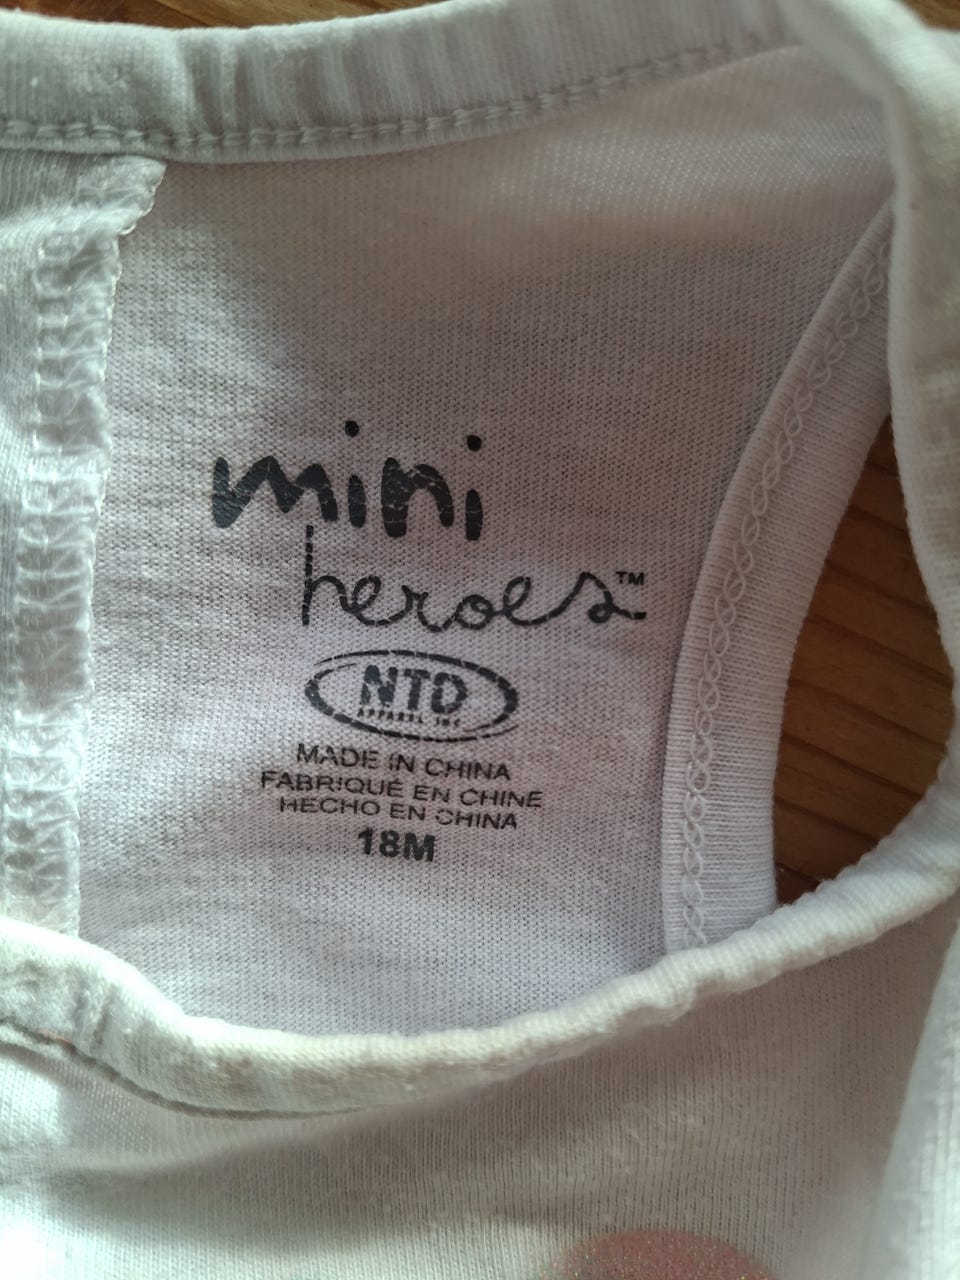 mini
heroes™
NTD
APPAREL INC
MADE IN CHINA
FABRIQUÉ EN CHINE
HECHO EN CHINA
18M